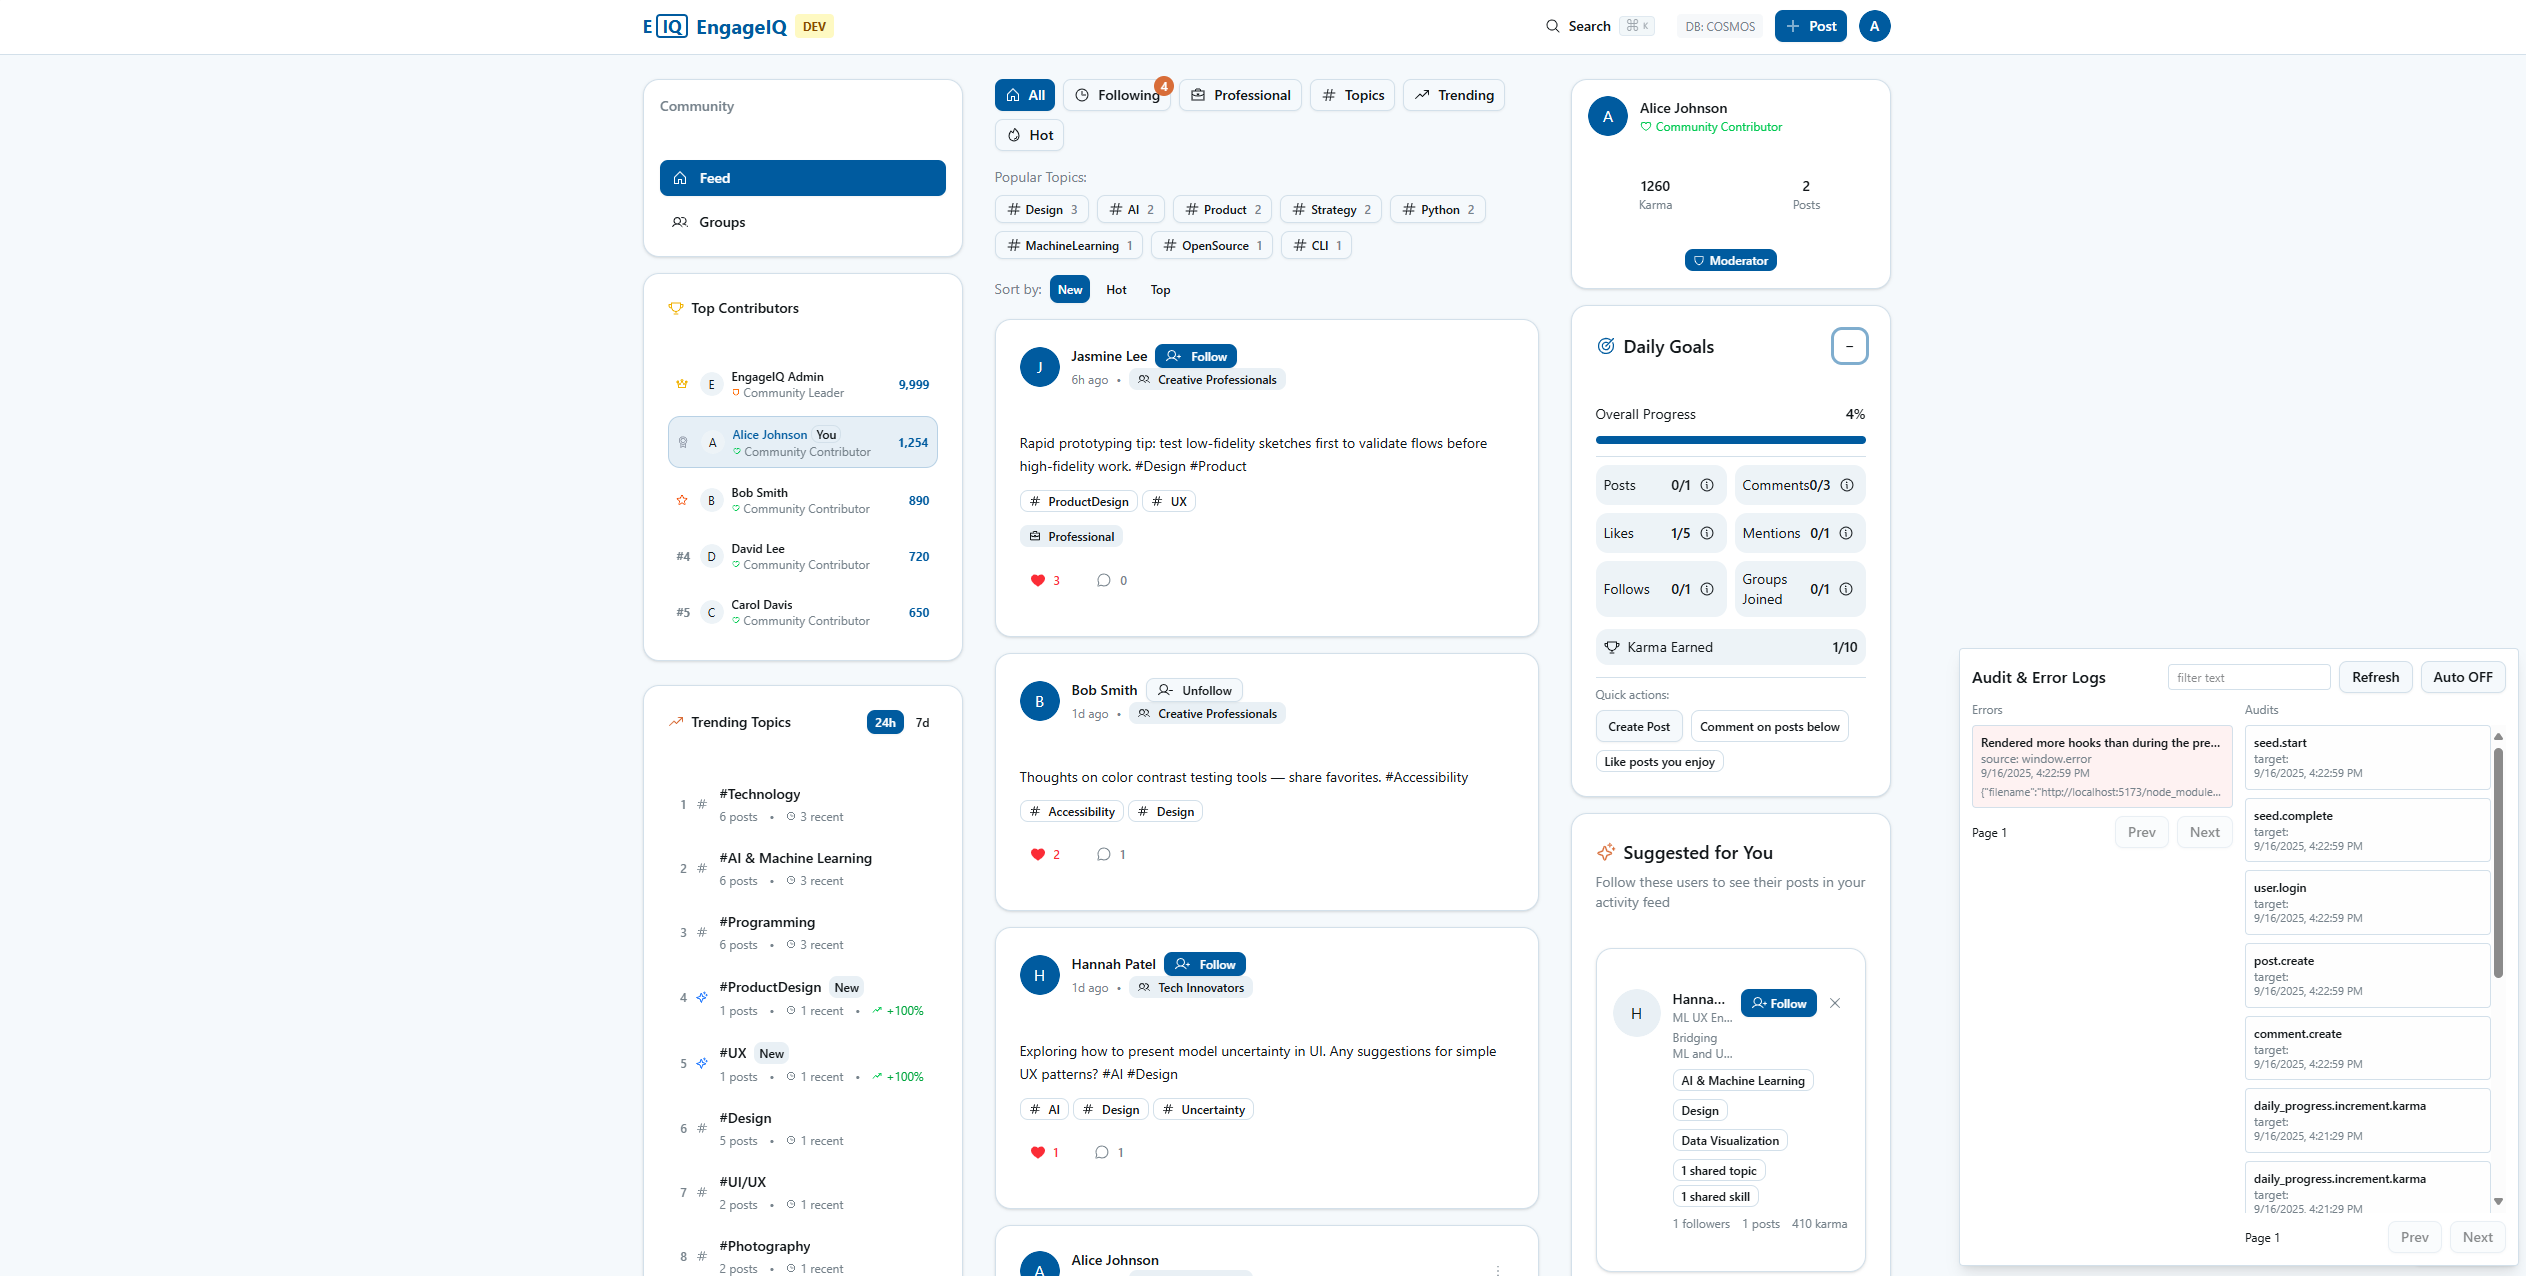 E IQ EngageIQ DEV
Search ⌘ K
DB: COSMOS
+ Post
A
Community
Feed
Groups
Top Contributors
E
EngageIQ Admin
Community Leader
9,999
A
Alice Johnson You
Community Contributor
1,254
B
Bob Smith
Community Contributor
890
#4
D
David Lee
Community Contributor
720
#5
C
Carol Davis
Community Contributor
650
Trending Topics
24h
7d
1 # #Technology
6 posts • 3 recent
2 # #AI & Machine Learning
6 posts • 3 recent
3 # #Programming
6 posts • 3 recent
4 #ProductDesign New
1 posts • 1 recent • +100%
5 #UX New
1 posts • 1 recent • +100%
6 # #Design
5 posts • 1 recent
7 # #UI/UX
2 posts • 1 recent
8 # #Photography
2 posts • 1 recent
All
Following 4
Professional
# Topics
Trending
Hot
Popular Topics:
# Design 3
# AI 2
# Product 2
# Strategy 2
# Python 2
# MachineLearning 1
# OpenSource 1
# CLI 1
Sort by: New Hot Top
J
Jasmine Lee Follow
6h ago • Creative Professionals
Rapid prototyping tip: test low-fidelity sketches first to validate flows before
high-fidelity work. #Design #Product
# ProductDesign # UX
Professional
3 0
B
Bob Smith Unfollow
1d ago • Creative Professionals
Thoughts on color contrast testing tools — share favorites. #Accessibility
# Accessibility # Design
2 1
H
Hannah Patel Follow
1d ago • Tech Innovators
Exploring how to present model uncertainty in UI. Any suggestions for simple
UX patterns? #AI #Design
# AI # Design # Uncertainty
1 1
A
Alice Johnson
A
Alice Johnson
Community Contributor
1260
Karma
2
Posts
Moderator
Daily Goals
–
Overall Progress 4%
Posts 0/1
Comments 0/3
Likes 1/5
Mentions 0/1
Follows 0/1
Groups
Joined 0/1
Karma Earned 1/10
Quick actions:
Create Post
Comment on posts below
Like posts you enjoy
Suggested for You
Follow these users to see their posts in your
activity feed
H
Hanna...
Follow
ML UX En...
Bridging
ML and U...
AI & Machine Learning
Design
Data Visualization
1 shared topic
1 shared skill
1 followers 1 posts 410 karma
Audit & Error Logs
filter text
Refresh
Auto OFF
Errors
Rendered more hooks than during the pre...
source: window.error
9/16/2025, 4:22:59 PM
{"filename":"http://localhost:5173/node_module...
Page 1 Prev Next
Audits
seed.start
target:
9/16/2025, 4:22:59 PM
seed.complete
target:
9/16/2025, 4:22:59 PM
user.login
target:
9/16/2025, 4:22:59 PM
post.create
target:
9/16/2025, 4:22:59 PM
comment.create
target:
9/16/2025, 4:22:59 PM
daily_progress.increment.karma
target:
9/16/2025, 4:21:29 PM
daily_progress.increment.karma
target:
9/16/2025, 4:21:29 PM
Page 1 Prev Next